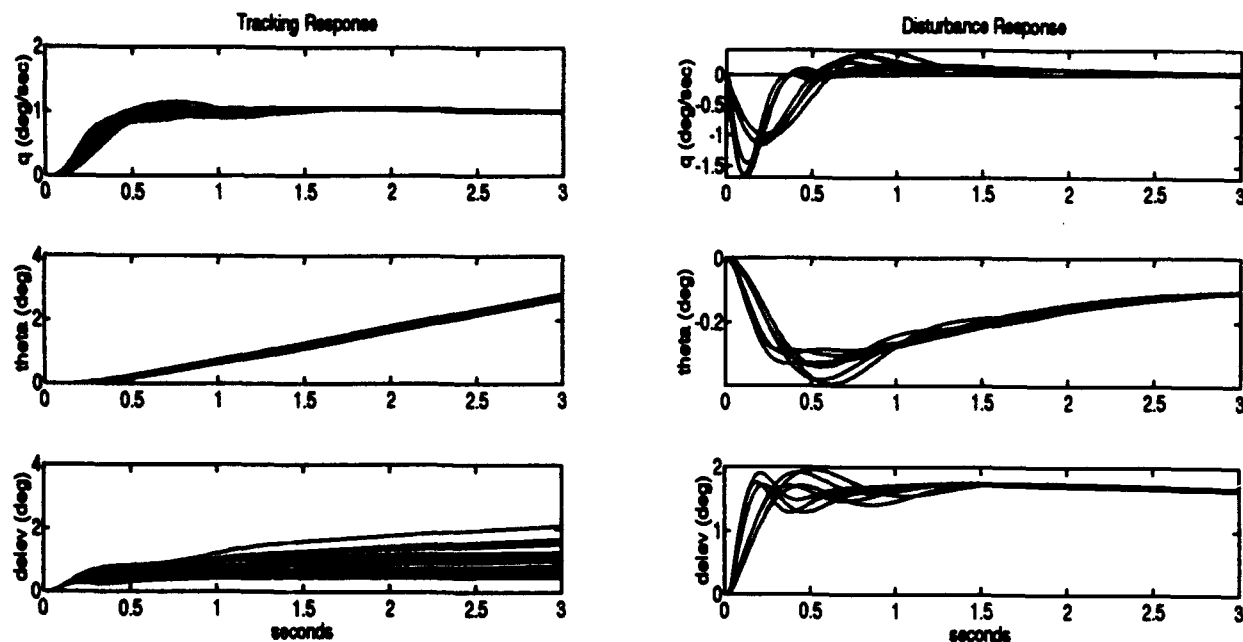 Tracking Response
2
1
0
q (deg/sec)
0 0.5 1 1.5 2 2.5 3
4
2
0
theta (deg)
0 0.5 1 1.5 2 2.5 3
4
2
0
delev (deg)
0 0.5 1 1.5 2 2.5 3
seconds
Disturbance Response
0
-0.5
-1
-1.5
q (deg/sec)
0 0.5 1 1.5 2 2.5 3
0
-0.2
theta (deg)
0 0.5 1 1.5 2 2.5 3
2
1
0
delev (deg)
0 0.5 1 1.5 2 2.5 3
seconds